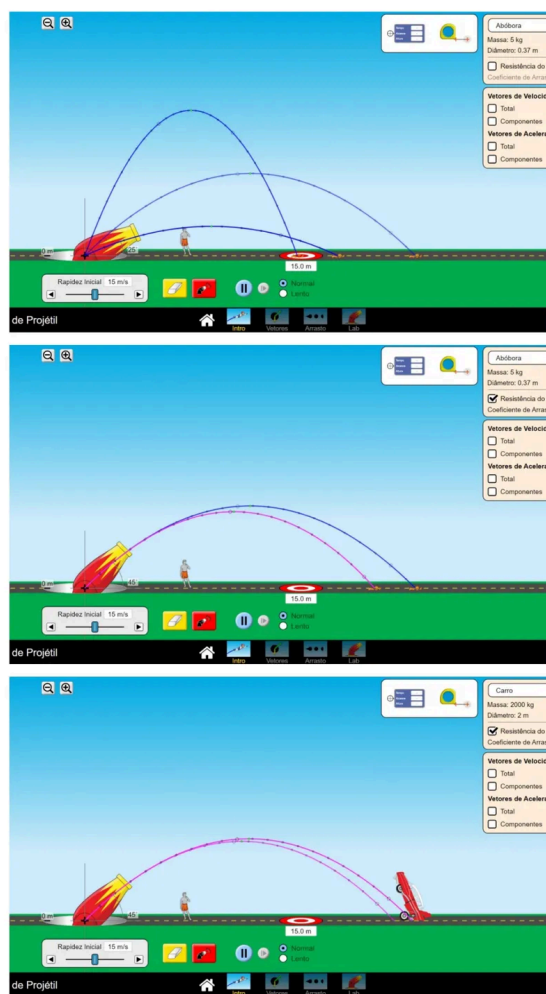 Abóbora
Massa: 5 kg
Diâmetro: 0.37 m
Resistência do
Coeficiente de Arras
Vetores de Velocid
Total
Componentes
Vetores de Acelera
Total
Componentes
0 m
25°
15.0 m
Rapidez Inicial 15 m/s
Normal
Lento
de Projétil
Intro
Vetores
Arrasto
Lab
Abóbora
Massa: 5 kg
Diâmetro: 0.37 m
Resistência do
Coeficiente de Arras
Vetores de Velocid
Total
Componentes
Vetores de Acelera
Total
Componentes
0 m
45°
15.0 m
Rapidez Inicial 15 m/s
Normal
Lento
de Projétil
Intro
Vetores
Arrasto
Lab
Carro
Massa: 2000 kg
Diâmetro: 2 m
Resistência do
Coeficiente de Arras
Vetores de Velocid
Total
Componentes
Vetores de Acelera
Total
Componentes
0 m
45°
15.0 m
Rapidez Inicial 15 m/s
Normal
Lento
de Projétil
Intro
Vetores
Arrasto
Lab